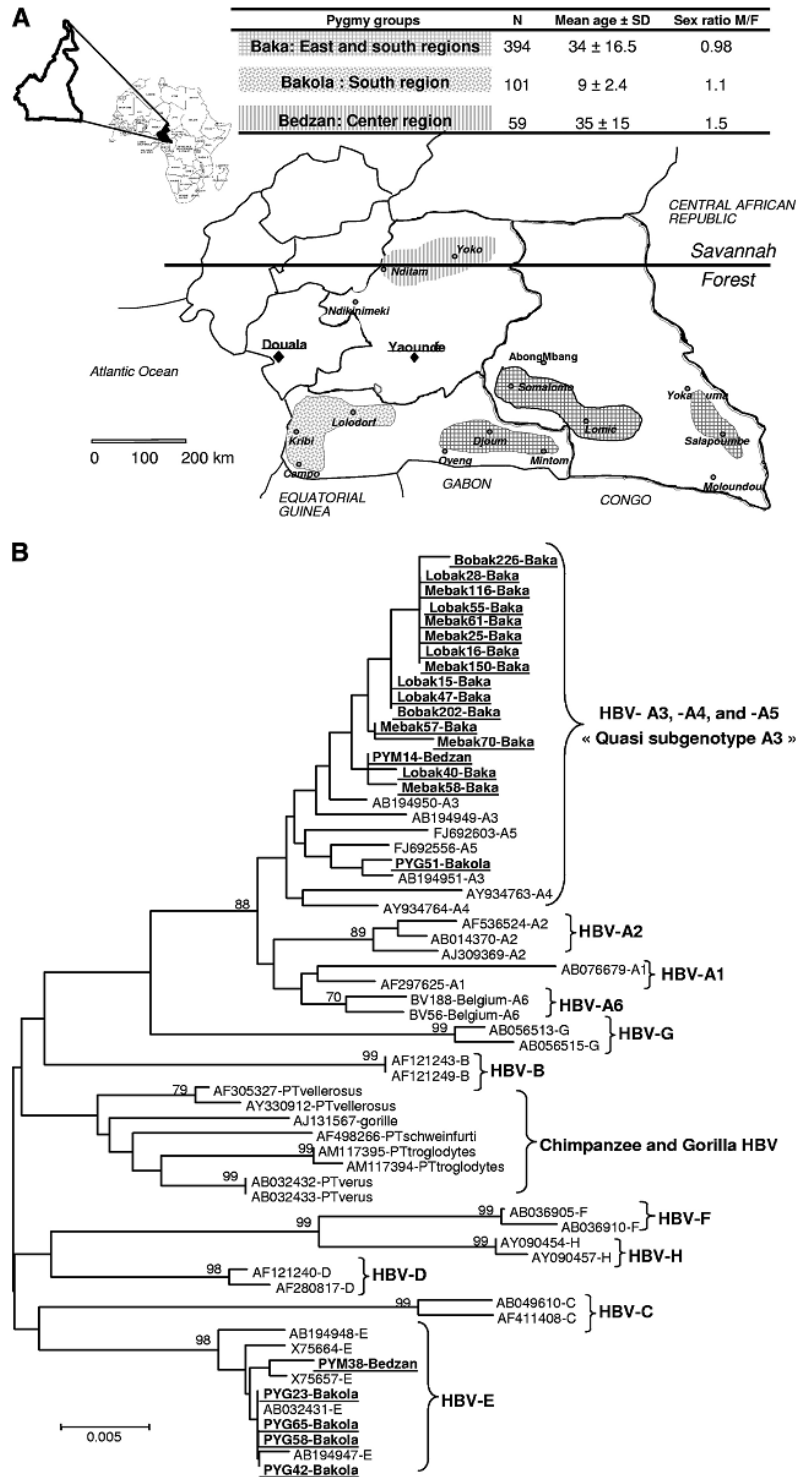 A
Pygmy groups N Mean age ± SD Sex ratio M/F
Baka: East and south regions 394 34 ± 16.5 0.98
Bakola : South region 101 9 ± 2.4 1.1
Bedzan: Center region 59 35 ± 15 1.5
CENTRAL AFRICAN
REPUBLIC
Yoko
Savannah
Nditam
Forest
Ndikinimeki
Douala
Yaoundé
AbongMbang
Atlantic Ocean
Somalomo
Yoka uma
Lolodorf
Kribi
Djoum
Lomic
Salapoumbe
0 100 200 km
Campo
Oveng
Mintom
Moloundou
EQUATORIAL
GUINEA
GABON
CONGO
B
Bobak226-Baka
Lobak28-Baka
Mebak116-Baka
Lobak55-Baka
Mebak61-Baka
Mebak25-Baka
Lobak16-Baka
Mebak150-Baka
Lobak15-Baka
Lobak47-Baka
Bobak202-Baka
Mebak57-Baka
Mebak70-Baka
PYM14-Bedzan
Lobak40-Baka
Mebak58-Baka
AB194950-A3
AB194949-A3
FJ692603-A5
FJ692556-A5
PYG51-Bakola
AB194951-A3
AY934763-A4
AY934764-A4
HBV- A3, -A4, and -A5
« Quasi subgenotype A3 »
88
89
AF536524-A2
AB014370-A2
AJ309369-A2
HBV-A2
AB076679-A1
AF297625-A1
HBV-A1
70
BV188-Belgium-A6
BV56-Belgium-A6
HBV-A6
99
AB056513-G
AB056515-G
HBV-G
99
AF121243-B
AF121249-B
HBV-B
79
AF305327-PTvellerosus
AY330912-PTvellerosus
AJ131567-gorille
AF498266-PTschweinfurti
99
AM117395-PTtroglodytes
AM117394-PTtroglodytes
99
AB032432-PTverus
AB032433-PTverus
Chimpanzee and Gorilla HBV
99
99
AB036905-F
AB036910-F
HBV-F
99
AY090454-H
AY090457-H
HBV-H
98
AF121240-D
AF280817-D
HBV-D
99
AB049610-C
AF411408-C
HBV-C
98
AB194948-E
X75664-E
PYM38-Bedzan
X75657-E
PYG23-Bakola
AB032431-E
PYG65-Bakola
PYG58-Bakola
AB194947-E
PYG42-Bakola
HBV-E
0.005